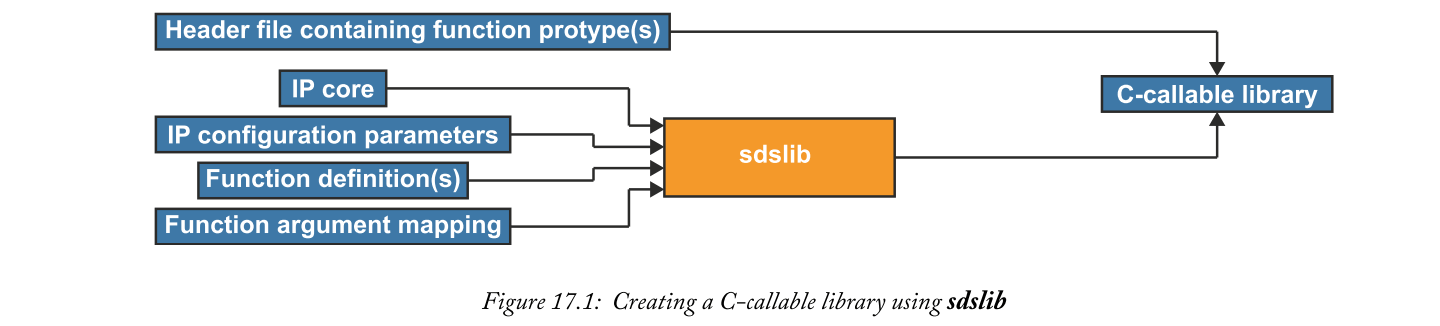 Header file containing function protype(s)
IP core
C-callable library
IP configuration parameters
sdslib
Function definition(s)
Function argument mapping
Figure 17.1: Creating a C-callable library using sdslib